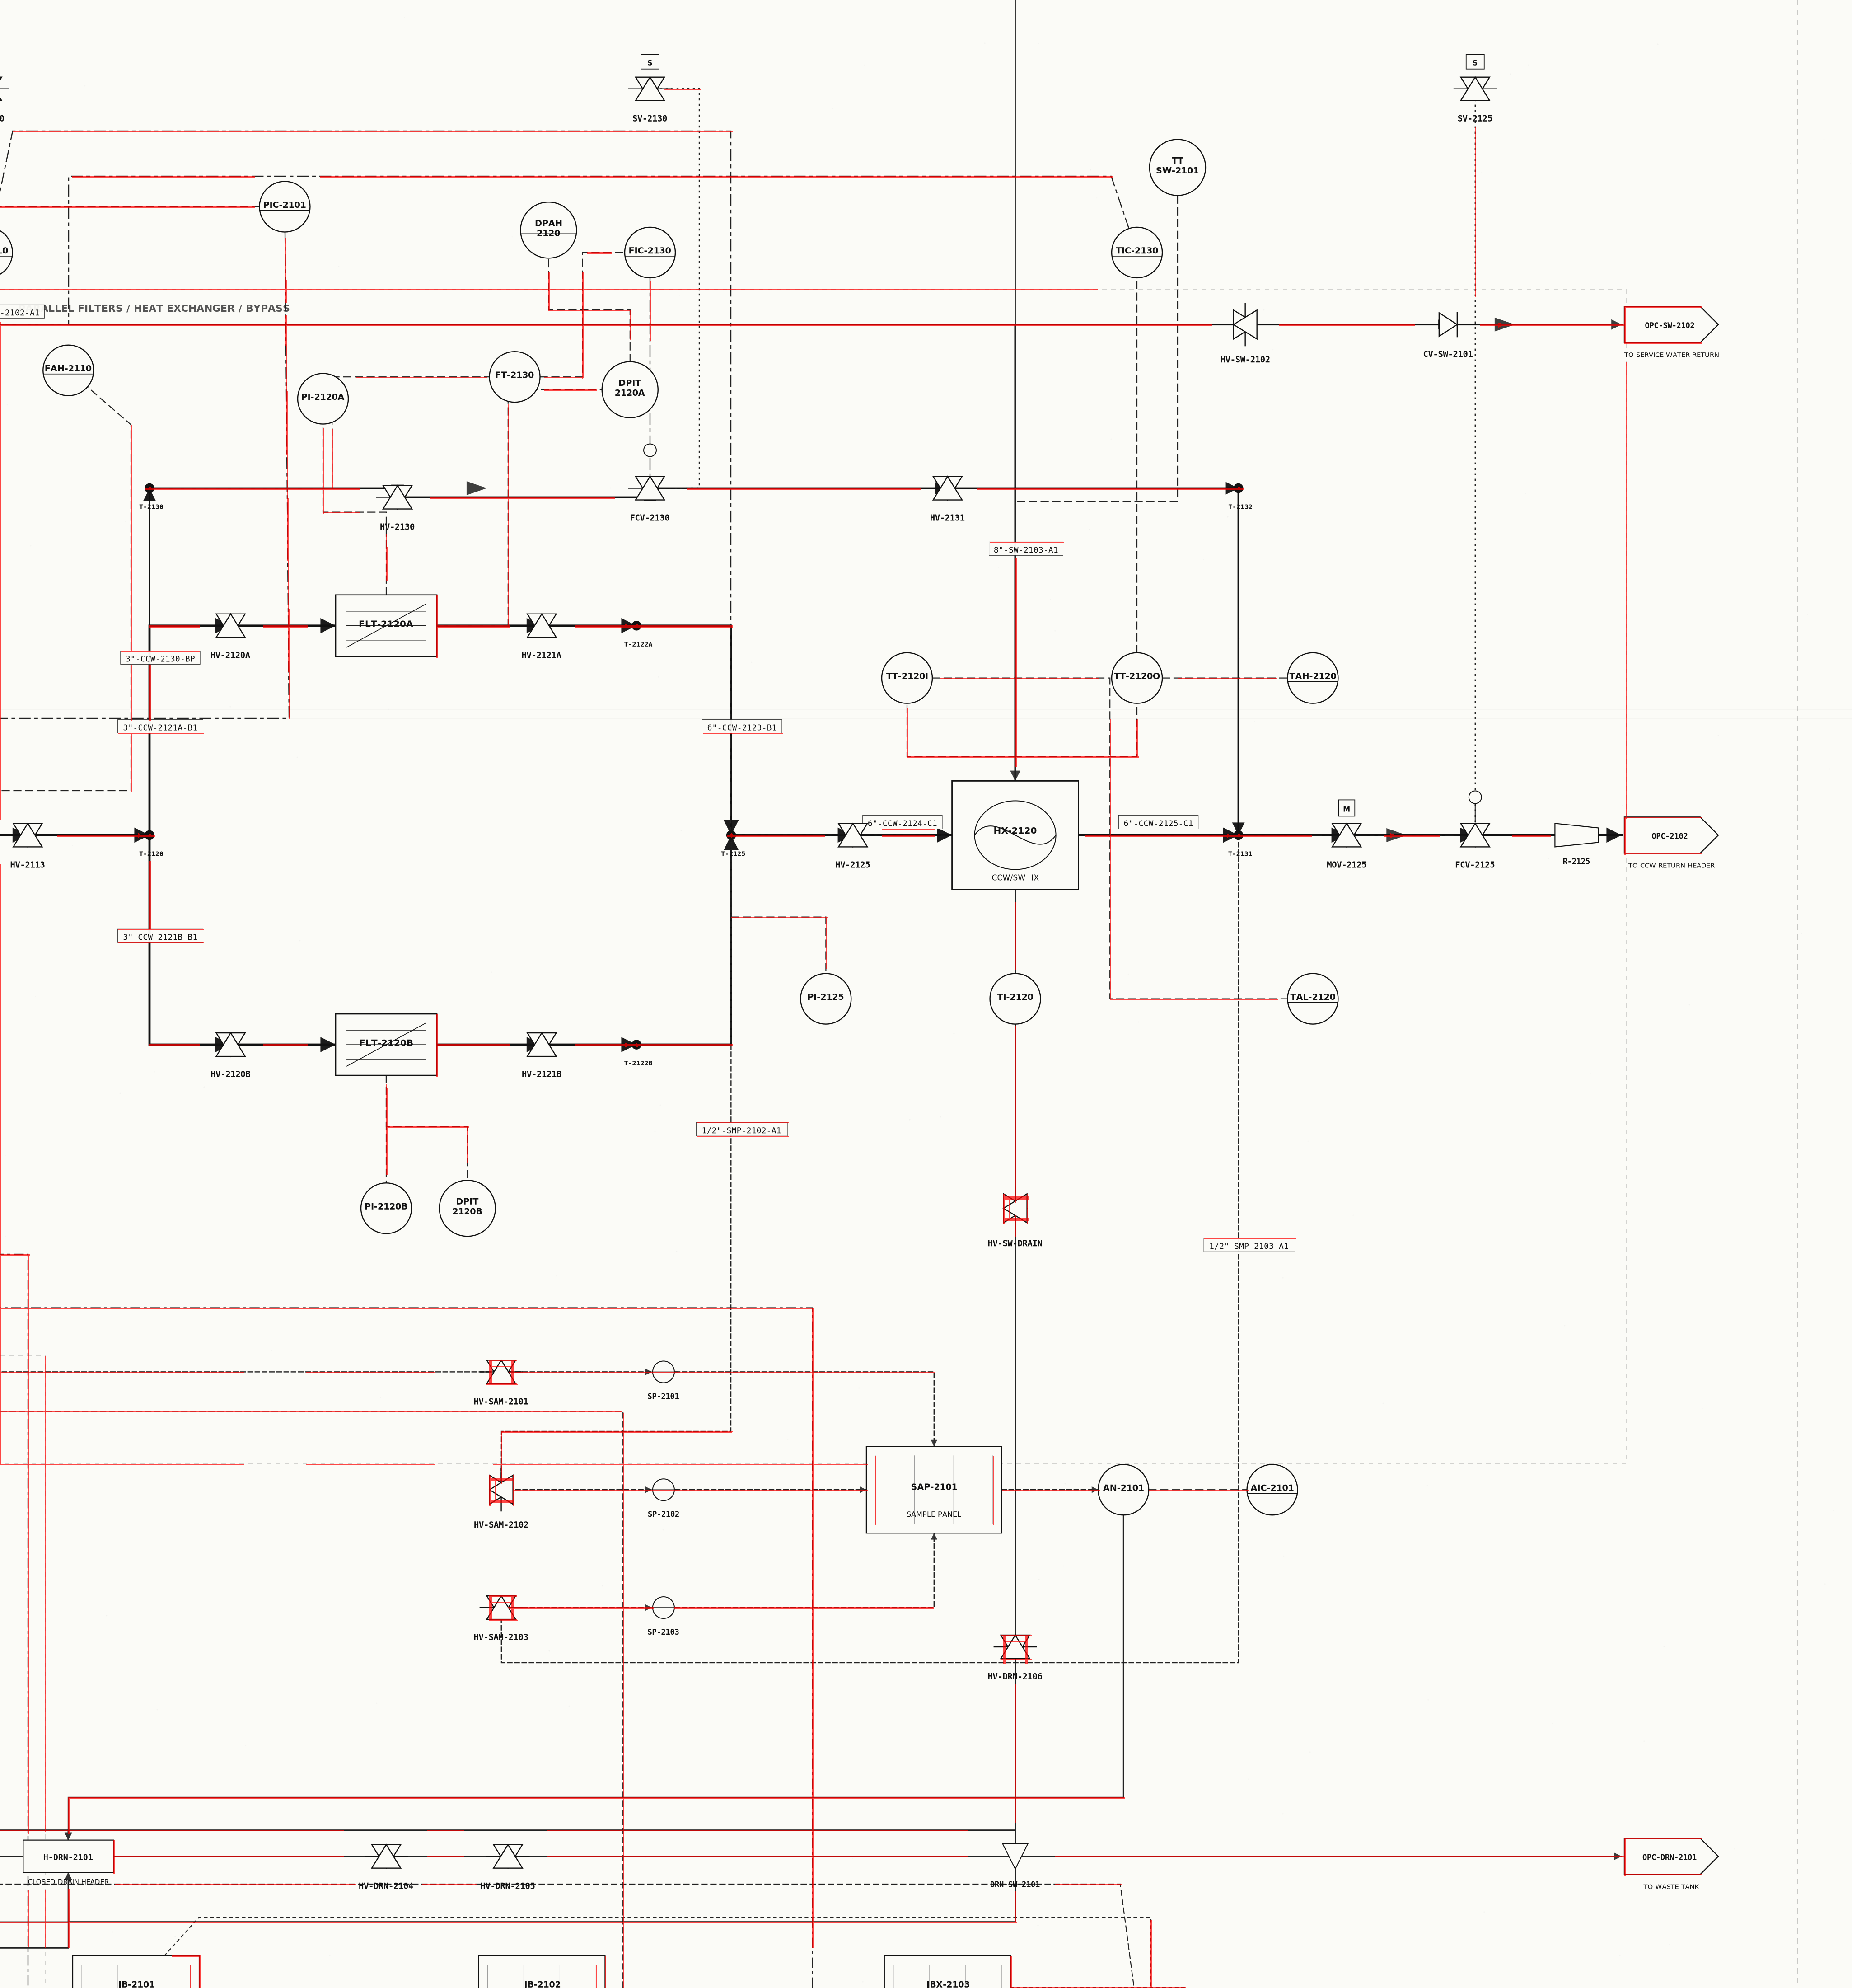 S
S
SV-2130
SV-2125
0
TT
SW-2101
PIC-2101
DPAH
2120
FIC-2130
TIC-2130
10
ALLEL FILTERS / HEAT EXCHANGER / BYPASS
-2102-A1
OPC-SW-2102
TO SERVICE WATER RETURN
HV-SW-2102
CV-SW-2101
FAH-2110
FT-2130
DPIT
2120A
PI-2120A
T-2130
HV-2130
FCV-2130
HV-2131
T-2132
8"-SW-2103-A1
FLT-2120A
HV-2120A
HV-2121A
T-2122A
3"-CCW-2130-BP
TT-2120I
TT-2120O
TAH-2120
3"-CCW-2121A-B1
6"-CCW-2123-B1
M
6"-CCW-2124-C1
6"-CCW-2125-C1
HX-2120
CCW/SW HX
OPC-2102
TO CCW RETURN HEADER
HV-2113
T-2120
T-2125
HV-2125
T-2131
MOV-2125
FCV-2125
R-2125
3"-CCW-2121B-B1
PI-2125
TI-2120
TAL-2120
FLT-2120B
HV-2120B
HV-2121B
T-2122B
1/2"-SMP-2102-A1
PI-2120B
DPIT
2120B
HV-SW-DRAIN
1/2"-SMP-2103-A1
HV-SAM-2101
SP-2101
SAP-2101
SAMPLE PANEL
AN-2101
AIC-2101
HV-SAM-2102
SP-2102
HV-SAM-2103
SP-2103
HV-DRN-2106
H-DRN-2101
CLOSED DRAIN HEADER
HV-DRN-2104
HV-DRN-2105
DRN-SW-2101
OPC-DRN-2101
TO WASTE TANK
JB-2101
JB-2102
JBX-2103